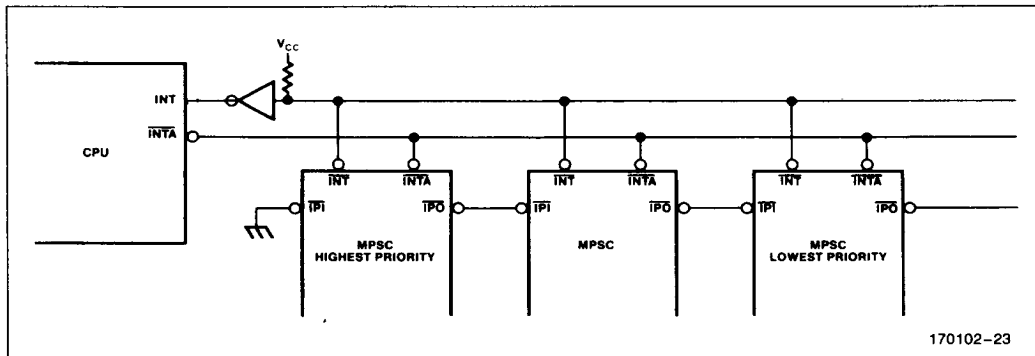 V_CC
INT
INTA
CPU
INT INTA INT INTA INT INTA
IPI IPO IPI IPO IPI IPO
MPSC
HIGHEST PRIORITY
MPSC
MPSC
LOWEST PRIORITY
170102-23